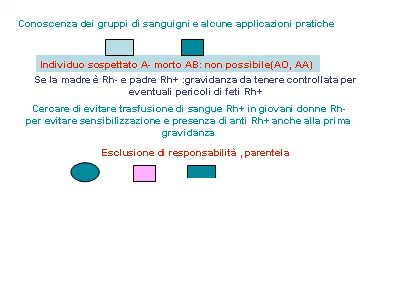 Conoscenza dei gruppi di sanguigni e alcune applicazioni pratiche
Individuo sospettato A- morto AB: non possibile(AO, AA)
Se la madre è Rh- e padre Rh+ :gravidanza da tenere controllata per
eventuali pericoli di feti Rh+
Cercare di evitare trasfusione di sangue Rh+ in giovani donne Rh-
per evitare sensibilizzazione e presenza di anti Rh+ anche alla prima
gravidanza
Esclusione di responsabilità , parentela